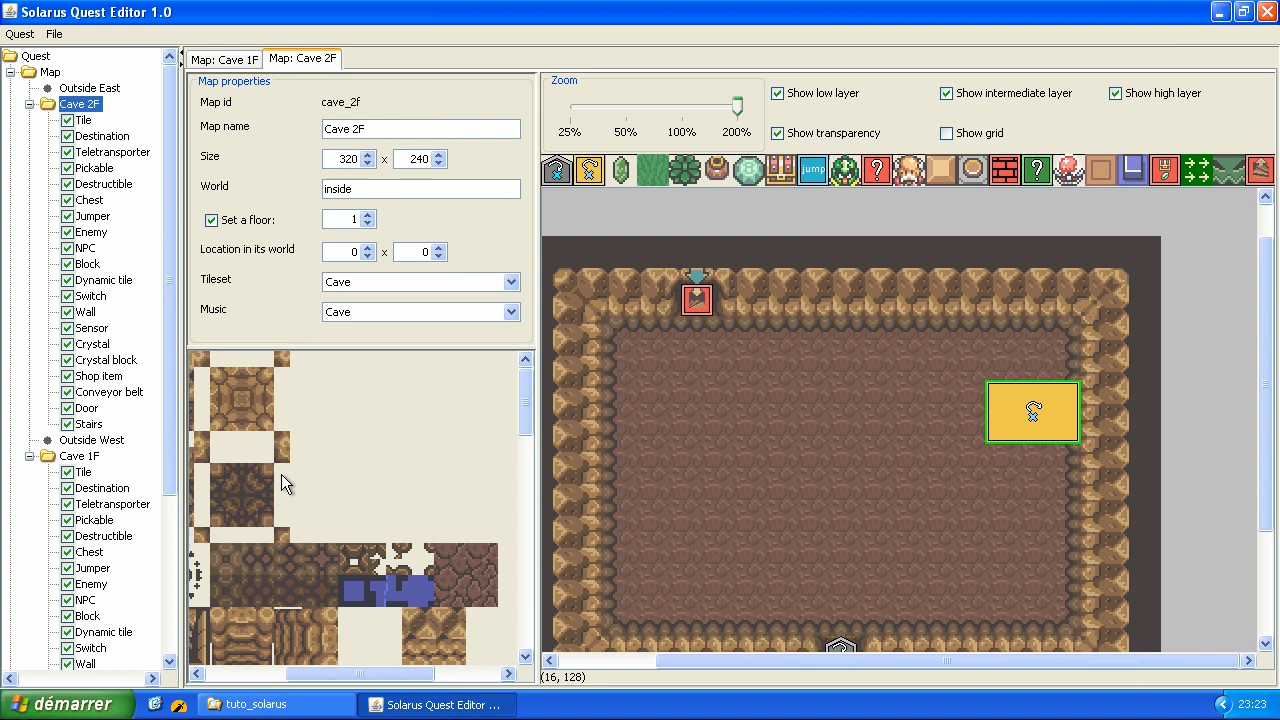 Solarus Quest Editor 1.0
Quest File
Quest
Map
Outside East
Cave 2F
Tile
Destination
Teletransporter
Pickable
Destructible
Chest
Jumper
Enemy
NPC
Block
Dynamic tile
Switch
Wall
Sensor
Crystal
Crystal block
Shop item
Conveyor belt
Door
Stairs
Outside West
Cave 1F
Tile
Destination
Teletransporter
Pickable
Destructible
Chest
Jumper
Enemy
NPC
Block
Dynamic tile
Switch
Wall
Map: Cave 1F Map: Cave 2F
Map properties
Map id cave_2f
Map name Cave 2F
Size 320 x 240
World inside
Set a floor: 1
Location in its world 0 x 0
Tileset Cave
Music Cave
Zoom
25% 50% 100% 200%
Show low layer Show intermediate layer Show high layer
Show transparency Show grid
? jump ?
(16, 128)
démarrer tuto_solarus Solarus Quest Editor ... 23:23